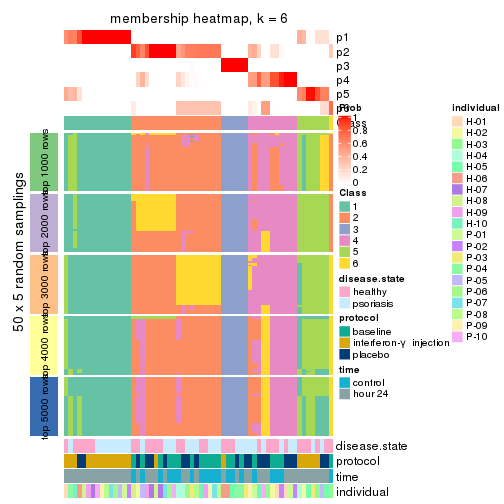 membership heatmap, k = 6
p1
p2
p3
p4
p5
Prob
Class
1
0.8
0.6
0.4
0.2
0
Class
1
2
3
4
5
6
disease.state
healthy
psoriasis
protocol
baseline
interferon-γ injection
placebo
time
control
hour 24
individual
H-01
H-02
H-03
H-04
H-05
H-06
H-07
H-08
H-09
H-10
P-01
P-02
P-03
P-04
P-05
P-06
P-07
P-08
P-09
P-10
50 x 5 random samplings
top 1000 rows
top 2000 rows
top 3000 rows
top 4000 rows
top 5000 rows
disease.state
protocol
time
individual